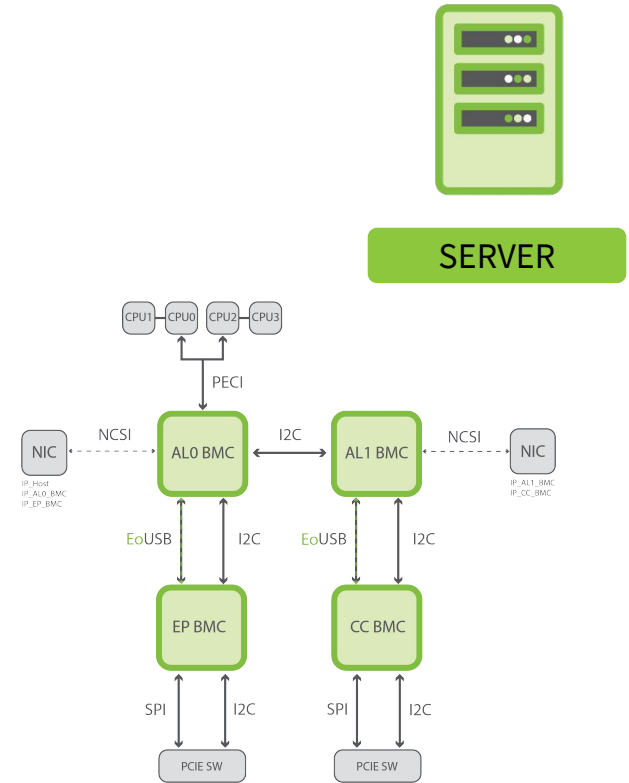 SERVER
CPU1 CPU0 CPU2 CPU3
PECI
NIC
NCSI
AL0 BMC
I2C
AL1 BMC
NCSI
NIC
IP_Host
IP_AL0_BMC
IP_EP_BMC
IP_AL1_BMC
IP_CC_BMC
EoUSB
I2C
EoUSB
I2C
EP BMC
CC BMC
SPI
I2C
SPI
I2C
PCIE SW
PCIE SW